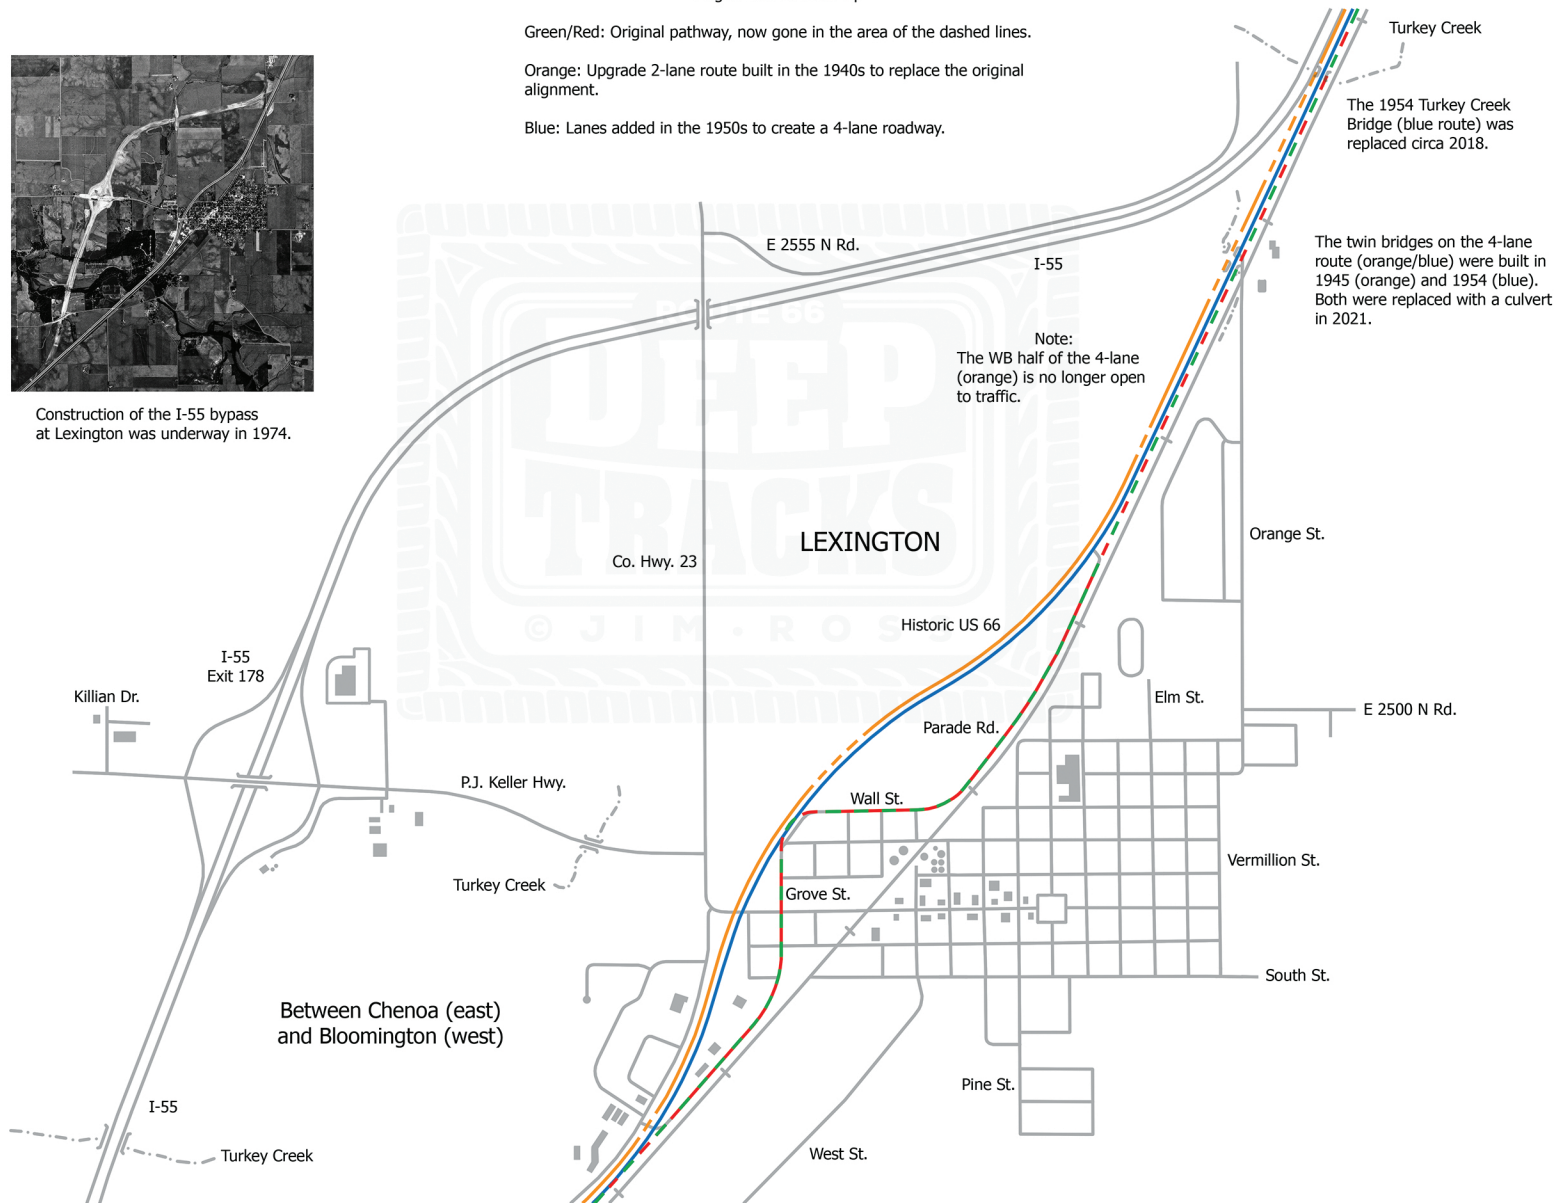 Green/Red: Original pathway, now gone in the area of the dashed lines.
Orange: Upgrade 2-lane route built in the 1940s to replace the original
alignment.
Blue: Lanes added in the 1950s to create a 4-lane roadway.
Turkey Creek
The 1954 Turkey Creek
Bridge (blue route) was
replaced circa 2018.
E 2555 N Rd.
I-55
The twin bridges on the 4-lane
route (orange/blue) were built in
1945 (orange) and 1954 (blue).
Both were replaced with a culvert
in 2021.
ROUTE 66
DEEP
TRACKS
© JIM · ROSS
Note:
The WB half of the 4-lane
(orange) is no longer open
to traffic.
Construction of the I-55 bypass
at Lexington was underway in 1974.
LEXINGTON
Orange St.
Co. Hwy. 23
Historic US 66
I-55
Exit 178
Killian Dr.
Elm St.
E 2500 N Rd.
Parade Rd.
P.J. Keller Hwy.
Wall St.
Vermillion St.
Turkey Creek
Grove St.
South St.
Between Chenoa (east)
and Bloomington (west)
Pine St.
I-55
Turkey Creek
West St.